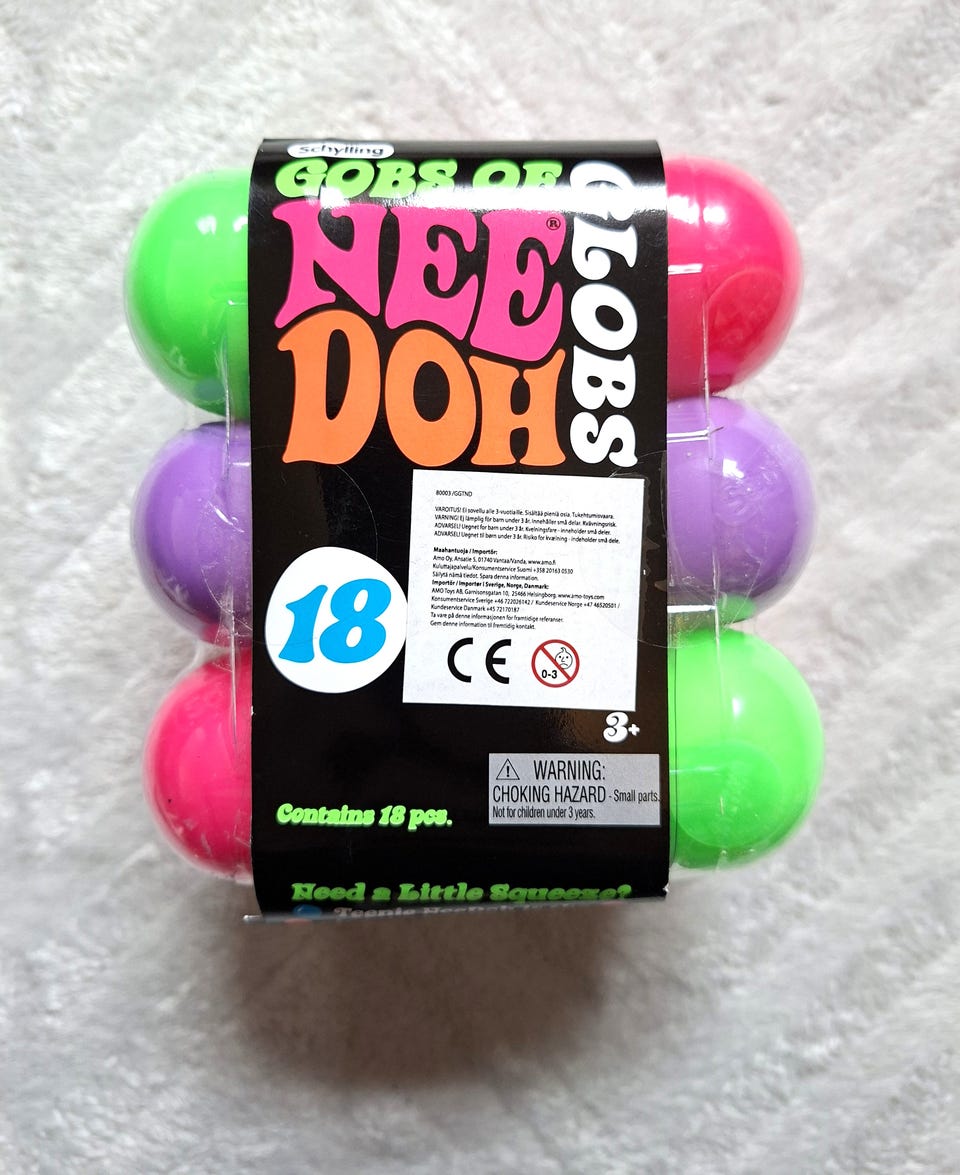 Schylling
GOBS OF
NEE
DOH
®
GLOBS
80003 /GGTND
VAROITUS! Ei sovellu alle 3-vuotiaille. Sisältää pieniä osia. Tukehtumisvaara.
VARNING! Ej lämplig för barn under 3 år. Innehåller små delar. Kvävningsrisk.
ADVARSEL! Uegnet for barn under 3 år. Kvelningsfare - inneholder små deler.
ADVARSEL! Uegnet til børn under 3 år. Risiko for kvælning - indeholder små dele.
Maahantuoja / Importör:
Amo Oy, Ansatie 5, 01740 Vantaa/Vanda, www.amo.fi
Kuluttajapalvelu/Konsumentservice Suomi +358 20163 0530
Säilytä nämä tiedot. Spara denna information.
Importör / Importør i Sverige, Norge, Danmark:
AMO Toys AB, Garnisonsgatan 10, 25466 Helsingborg. www.amo-toys.com
Konsumentservice Sverige +46 722026142 / Kundeservice Norge +47 46520501 /
Kundeservice Danmark +45 72170187
Ta vare på denne informasjonen for framtidige referanser.
Gem denne information til fremtidig kontakt.
CE
0-3
18
3+
WARNING:
CHOKING HAZARD - Small parts.
Not for children under 3 years.
Contains 18 pcs.
Need a Little Squeeze?
Teenie NeeDoh